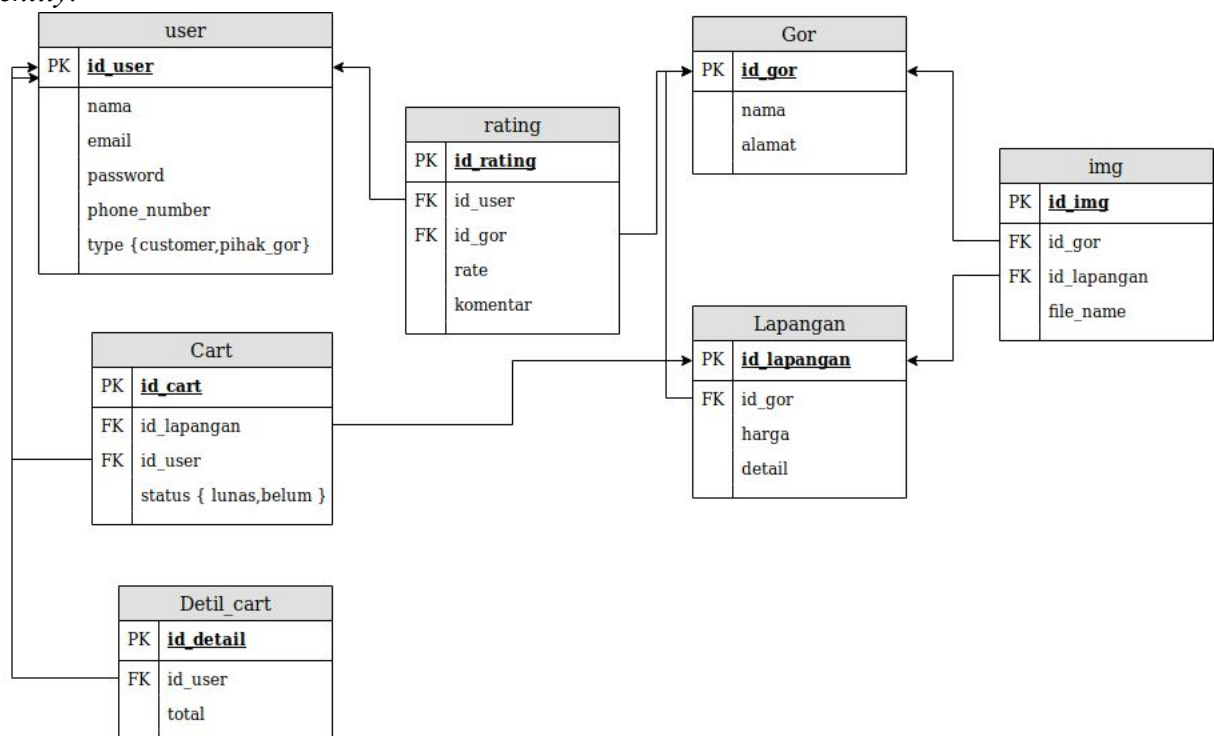 entity.
user
PK id_user
nama
email
password
phone_number
type {customer,pihak_gor}
rating
PK id_rating
FK id_user
FK id_gor
rate
komentar
Gor
PK id_gor
nama
alamat
img
PK id_img
FK id_gor
FK id_lapangan
file_name
Cart
PK id_cart
FK id_lapangan
FK id_user
status { lunas,belum }
Lapangan
PK id_lapangan
FK id_gor
harga
detail
Detil_cart
PK id_detail
FK id_user
total